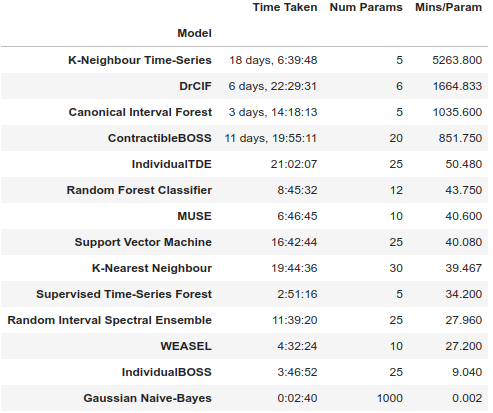 Time Taken Num Params Mins/Param
Model
K-Neighbour Time-Series 18 days, 6:39:48 5 5263.800
DrCIF 6 days, 22:29:31 6 1664.833
Canonical Interval Forest 3 days, 14:18:13 5 1035.600
ContractibleBOSS 11 days, 19:55:11 20 851.750
IndividualTDE 21:02:07 25 50.480
Random Forest Classifier 8:45:32 12 43.750
MUSE 6:46:45 10 40.600
Support Vector Machine 16:42:44 25 40.080
K-Nearest Neighbour 19:44:36 30 39.467
Supervised Time-Series Forest 2:51:16 5 34.200
Random Interval Spectral Ensemble 11:39:20 25 27.960
WEASEL 4:32:24 10 27.200
IndividualBOSS 3:46:52 25 9.040
Gaussian Naive-Bayes 0:02:40 1000 0.002